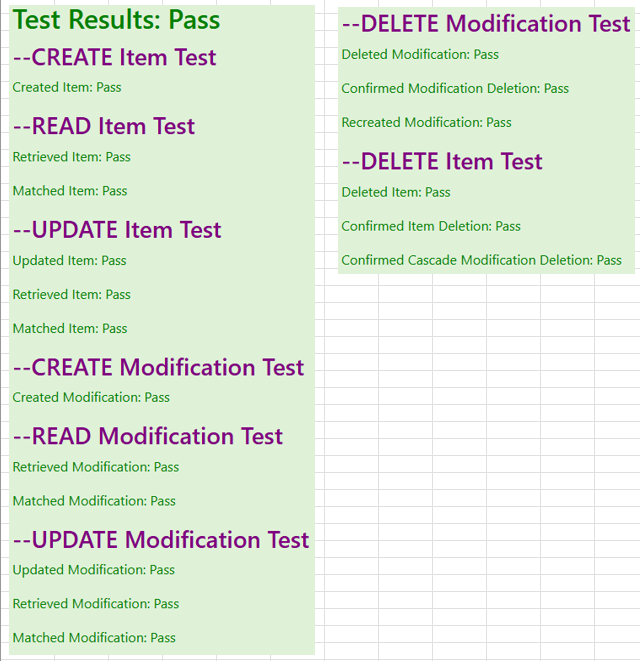 Test Results: Pass
--CREATE Item Test
Created Item: Pass
--READ Item Test
Retrieved Item: Pass
Matched Item: Pass
--UPDATE Item Test
Updated Item: Pass
Retrieved Item: Pass
Matched Item: Pass
--CREATE Modification Test
Created Modification: Pass
--READ Modification Test
Retrieved Modification: Pass
Matched Modification: Pass
--UPDATE Modification Test
Updated Modification: Pass
Retrieved Modification: Pass
Matched Modification: Pass
--DELETE Modification Test
Deleted Modification: Pass
Confirmed Modification Deletion: Pass
Recreated Modification: Pass
--DELETE Item Test
Deleted Item: Pass
Confirmed Item Deletion: Pass
Confirmed Cascade Modification Deletion: Pass